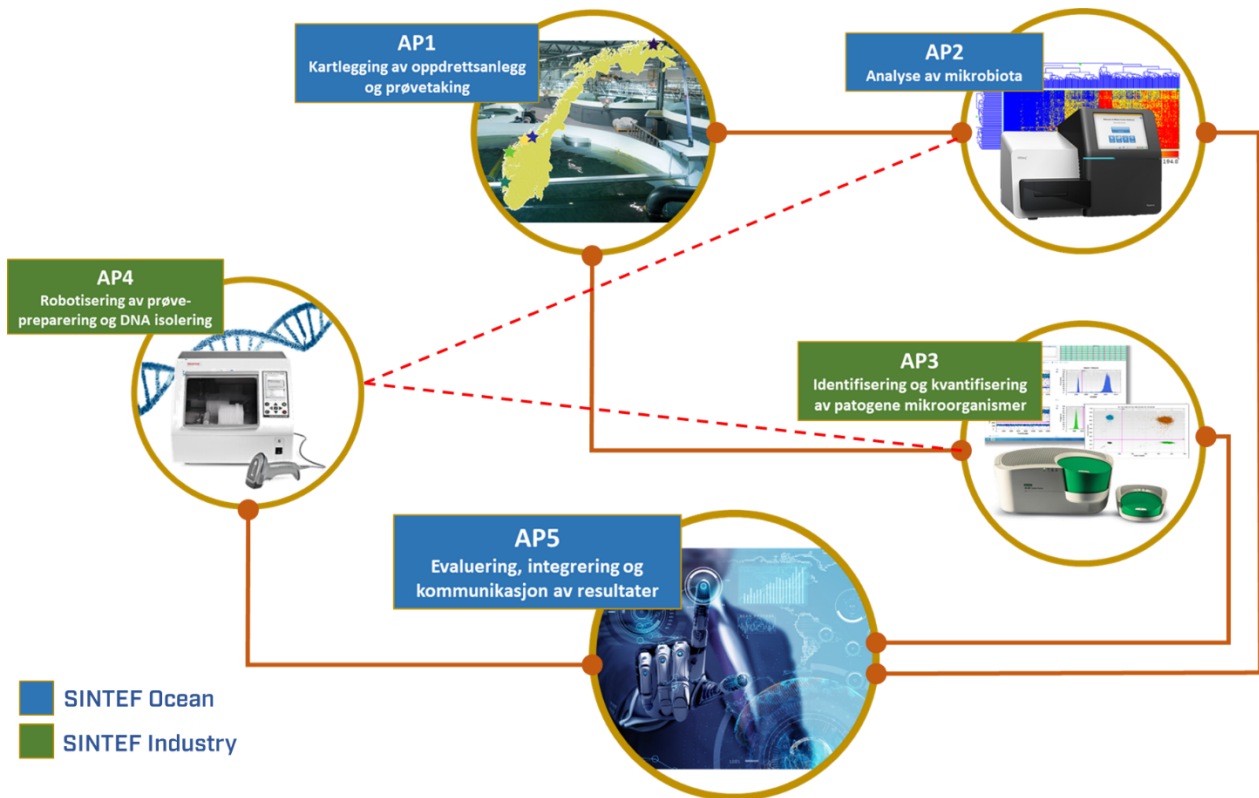 AP1
Kartlegging av oppdrettsanlegg
og prøvetaking
AP2
Analyse av mikrobiota
AP4
Robotisering av prøve-
preparering og DNA isolering
AP3
Identifisering og kvantifisering
av patogene mikroorganismer
AP5
Evaluering, integrering og
kommunikasjon av resultater
SINTEF Ocean
SINTEF Industry